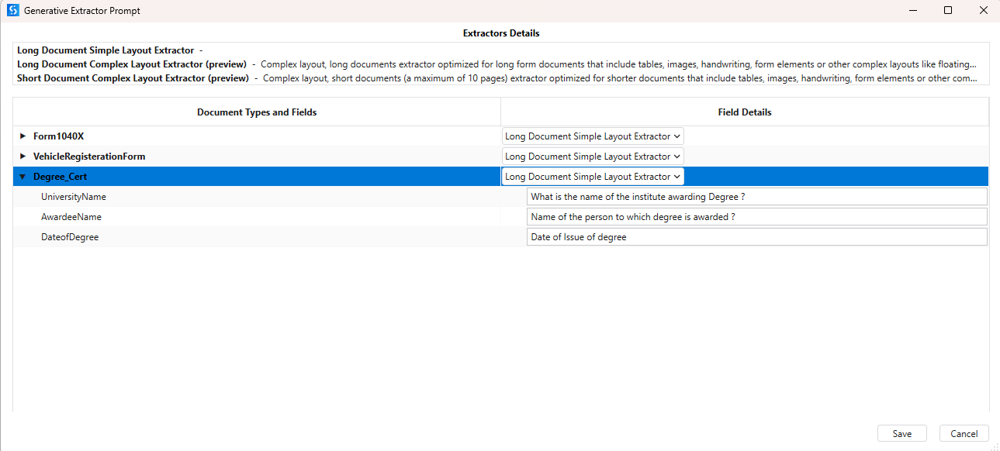 Generative Extractor Prompt
Extractors Details
Long Document Simple Layout Extractor -
Long Document Complex Layout Extractor (preview) - Complex layout, long documents extractor optimized for long form documents that include tables, images, handwriting, form elements or other complex layouts like floating...
Short Document Complex Layout Extractor (preview) - Complex layout, short documents (a maximum of 10 pages) extractor optimized for shorter documents that include tables, images, handwriting, form elements or other com...
Document Types and Fields Field Details
Form1040X Long Document Simple Layout Extractor
VehicleRegisterationForm Long Document Simple Layout Extractor
Degree_Cert Long Document Simple Layout Extractor
UniversityName What is the name of the institute awarding Degree ?
AwardeeName Name of the person to which degree is awarded ?
DateofDegree Date of Issue of degree
Save Cancel